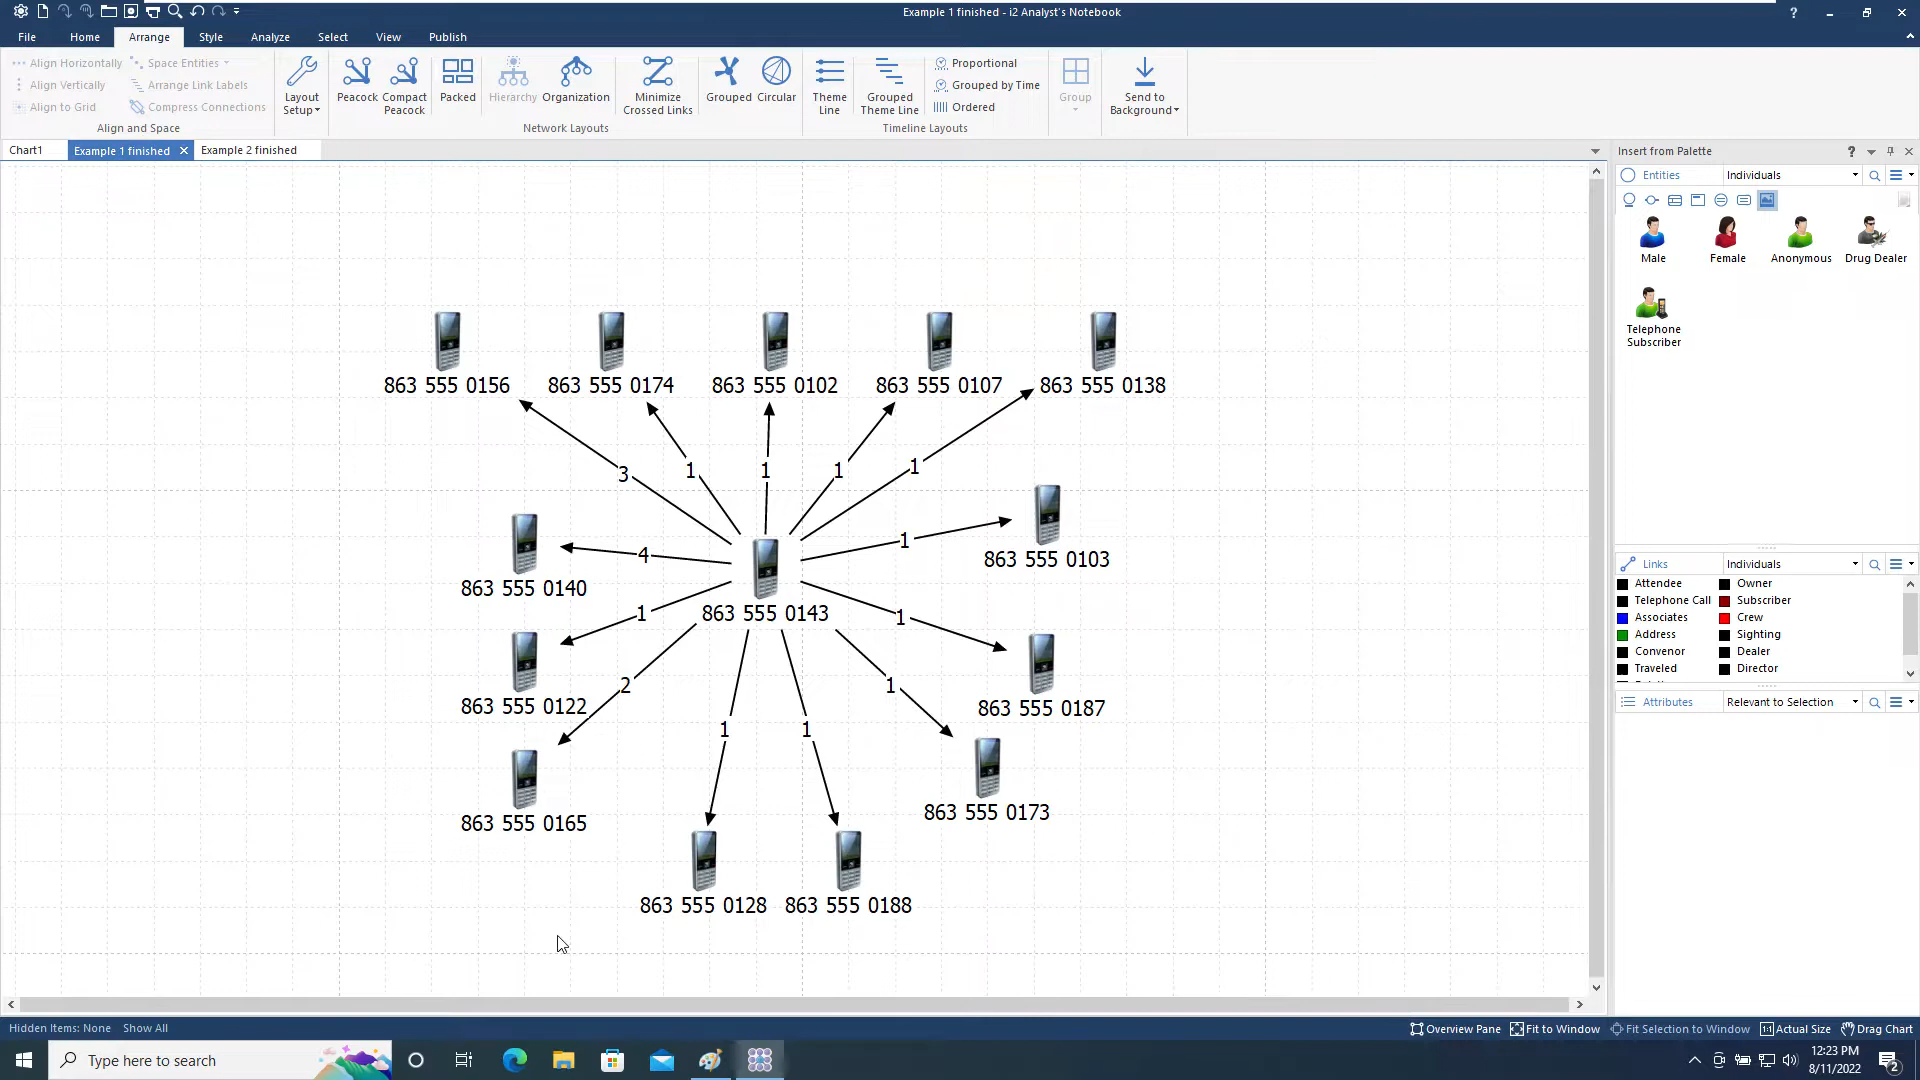 Example 1 finished - i2 Analyst's Notebook
?
File Home Arrange Style Analyze Select View Publish
Align Horizontally
Align Vertically
Align to Grid
Space Entities
Arrange Link Labels
Compress Connections
Align and Space
Layout
Setup
Peacock
Compact
Peacock
Packed
Hierarchy
Organization
Minimize
Crossed Links
Network Layouts
Grouped
Circular
Theme
Line
Grouped
Theme Line
Proportional
Grouped by Time
Ordered
Timeline Layouts
Group
Send to
Background
Chart1 Example 1 finished Example 2 finished
863 555 0156 863 555 0174 863 555 0102 863 555 0107 863 555 0138
3 1 1 1 1
1
863 555 0103
4
863 555 0140
863 555 0143
1 1
863 555 0122
863 555 0187
2 1
1 1
863 555 0165
863 555 0173
863 555 0128 863 555 0188
Insert from Palette ?
Entities Individuals
Male Female Anonymous Drug Dealer
Telephone
Subscriber
Links Individuals
Attendee Owner
Telephone Call Subscriber
Associates Crew
Address Sighting
Convenor Dealer
Traveled Director
Attributes Relevant to Selection
Hidden Items: None Show All
Overview Pane Fit to Window Fit Selection to Window 1:1 Actual Size Drag Chart
Type here to search
12:23 PM
8/11/2022
2